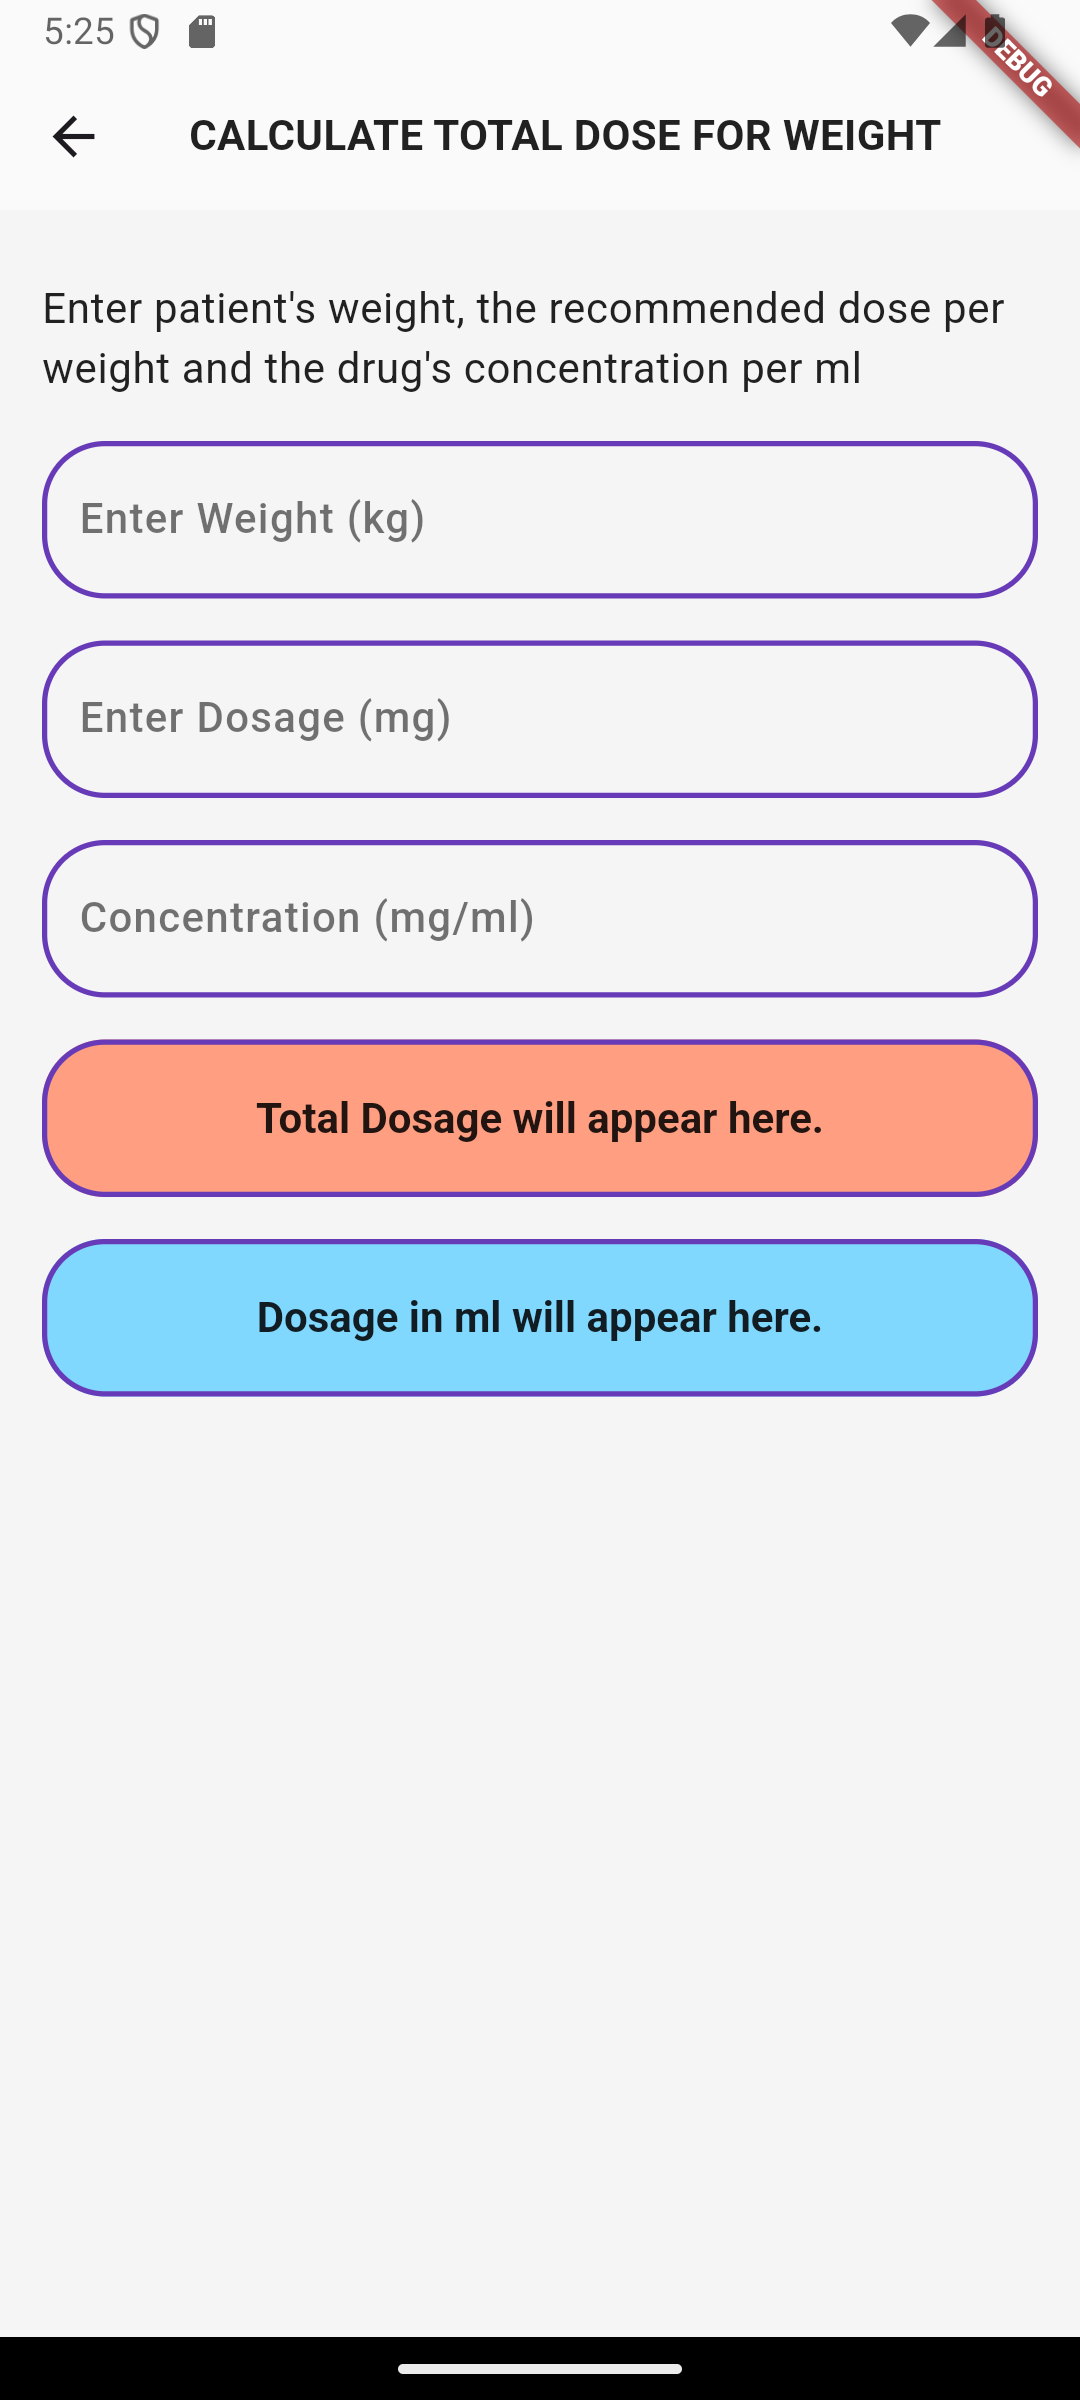 5:25
DEBUG
CALCULATE TOTAL DOSE FOR WEIGHT
Enter patient's weight, the recommended dose per
weight and the drug's concentration per ml
Enter Weight (kg)
Enter Dosage (mg)
Concentration (mg/ml)
Total Dosage will appear here.
Dosage in ml will appear here.